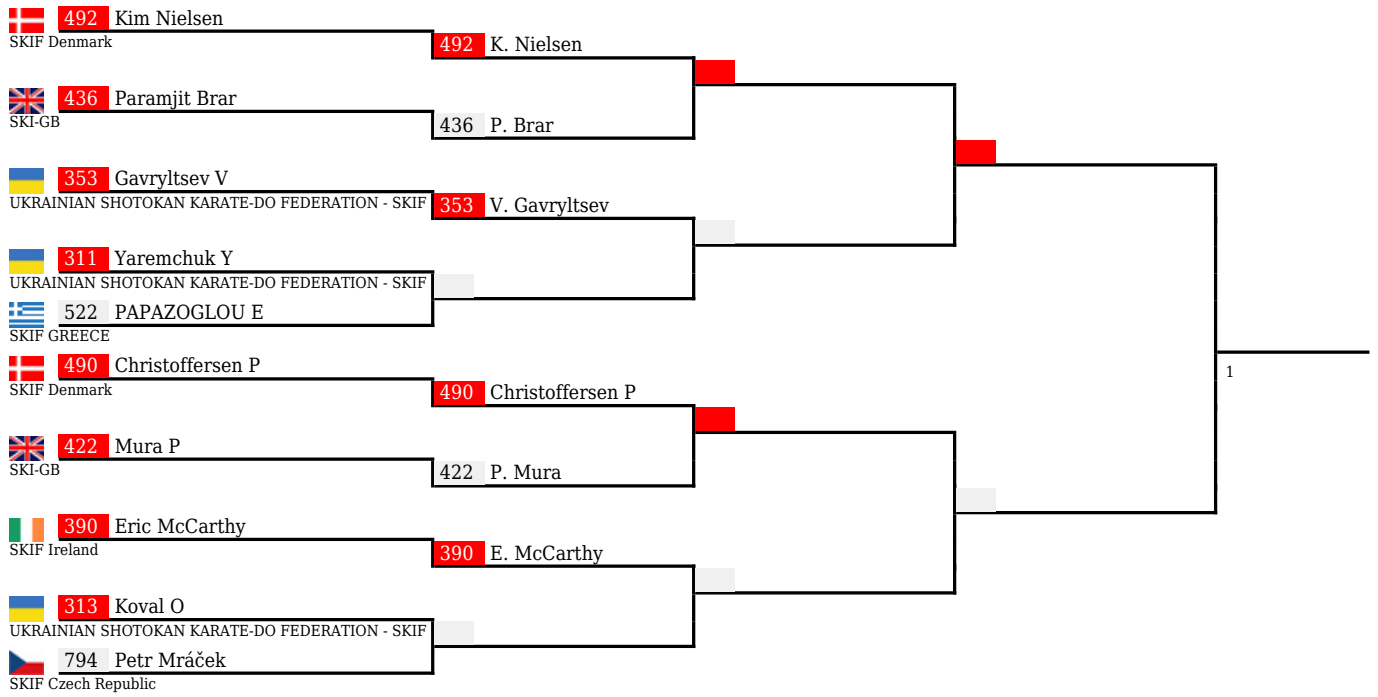 492 Kim Nielsen
SKIF Denmark
492 K. Nielsen
436 Paramjit Brar
SKI-GB
436 P. Brar
353 Gavryltsev V
UKRAINIAN SHOTOKAN KARATE-DO FEDERATION - SKIF
353 V. Gavryltsev
311 Yaremchuk Y
UKRAINIAN SHOTOKAN KARATE-DO FEDERATION - SKIF
522 PAPAZOGLOU E
SKIF GREECE
490 Christoffersen P
SKIF Denmark
490 Christoffersen P
1
422 Mura P
SKI-GB
422 P. Mura
390 Eric McCarthy
SKIF Ireland
390 E. McCarthy
313 Koval O
UKRAINIAN SHOTOKAN KARATE-DO FEDERATION - SKIF
794 Petr Mráček
SKIF Czech Republic